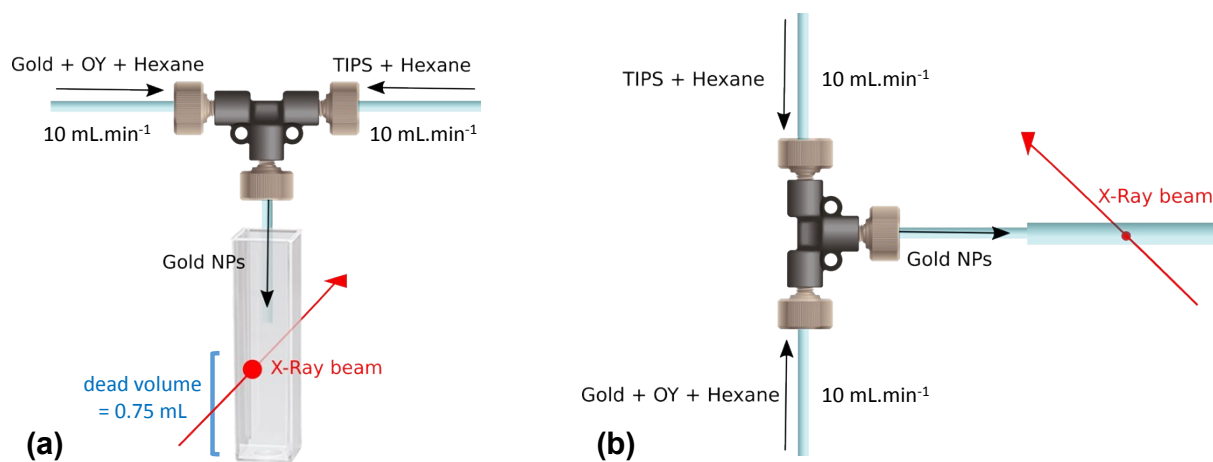 Gold + OY + Hexane
TIPS + Hexane
10 mL.min⁻¹
10 mL.min⁻¹
Gold NPs
X-Ray beam
dead volume
= 0.75 mL
(a)
TIPS + Hexane
10 mL.min⁻¹
X-Ray beam
Gold NPs
Gold + OY + Hexane
10 mL.min⁻¹
(b)